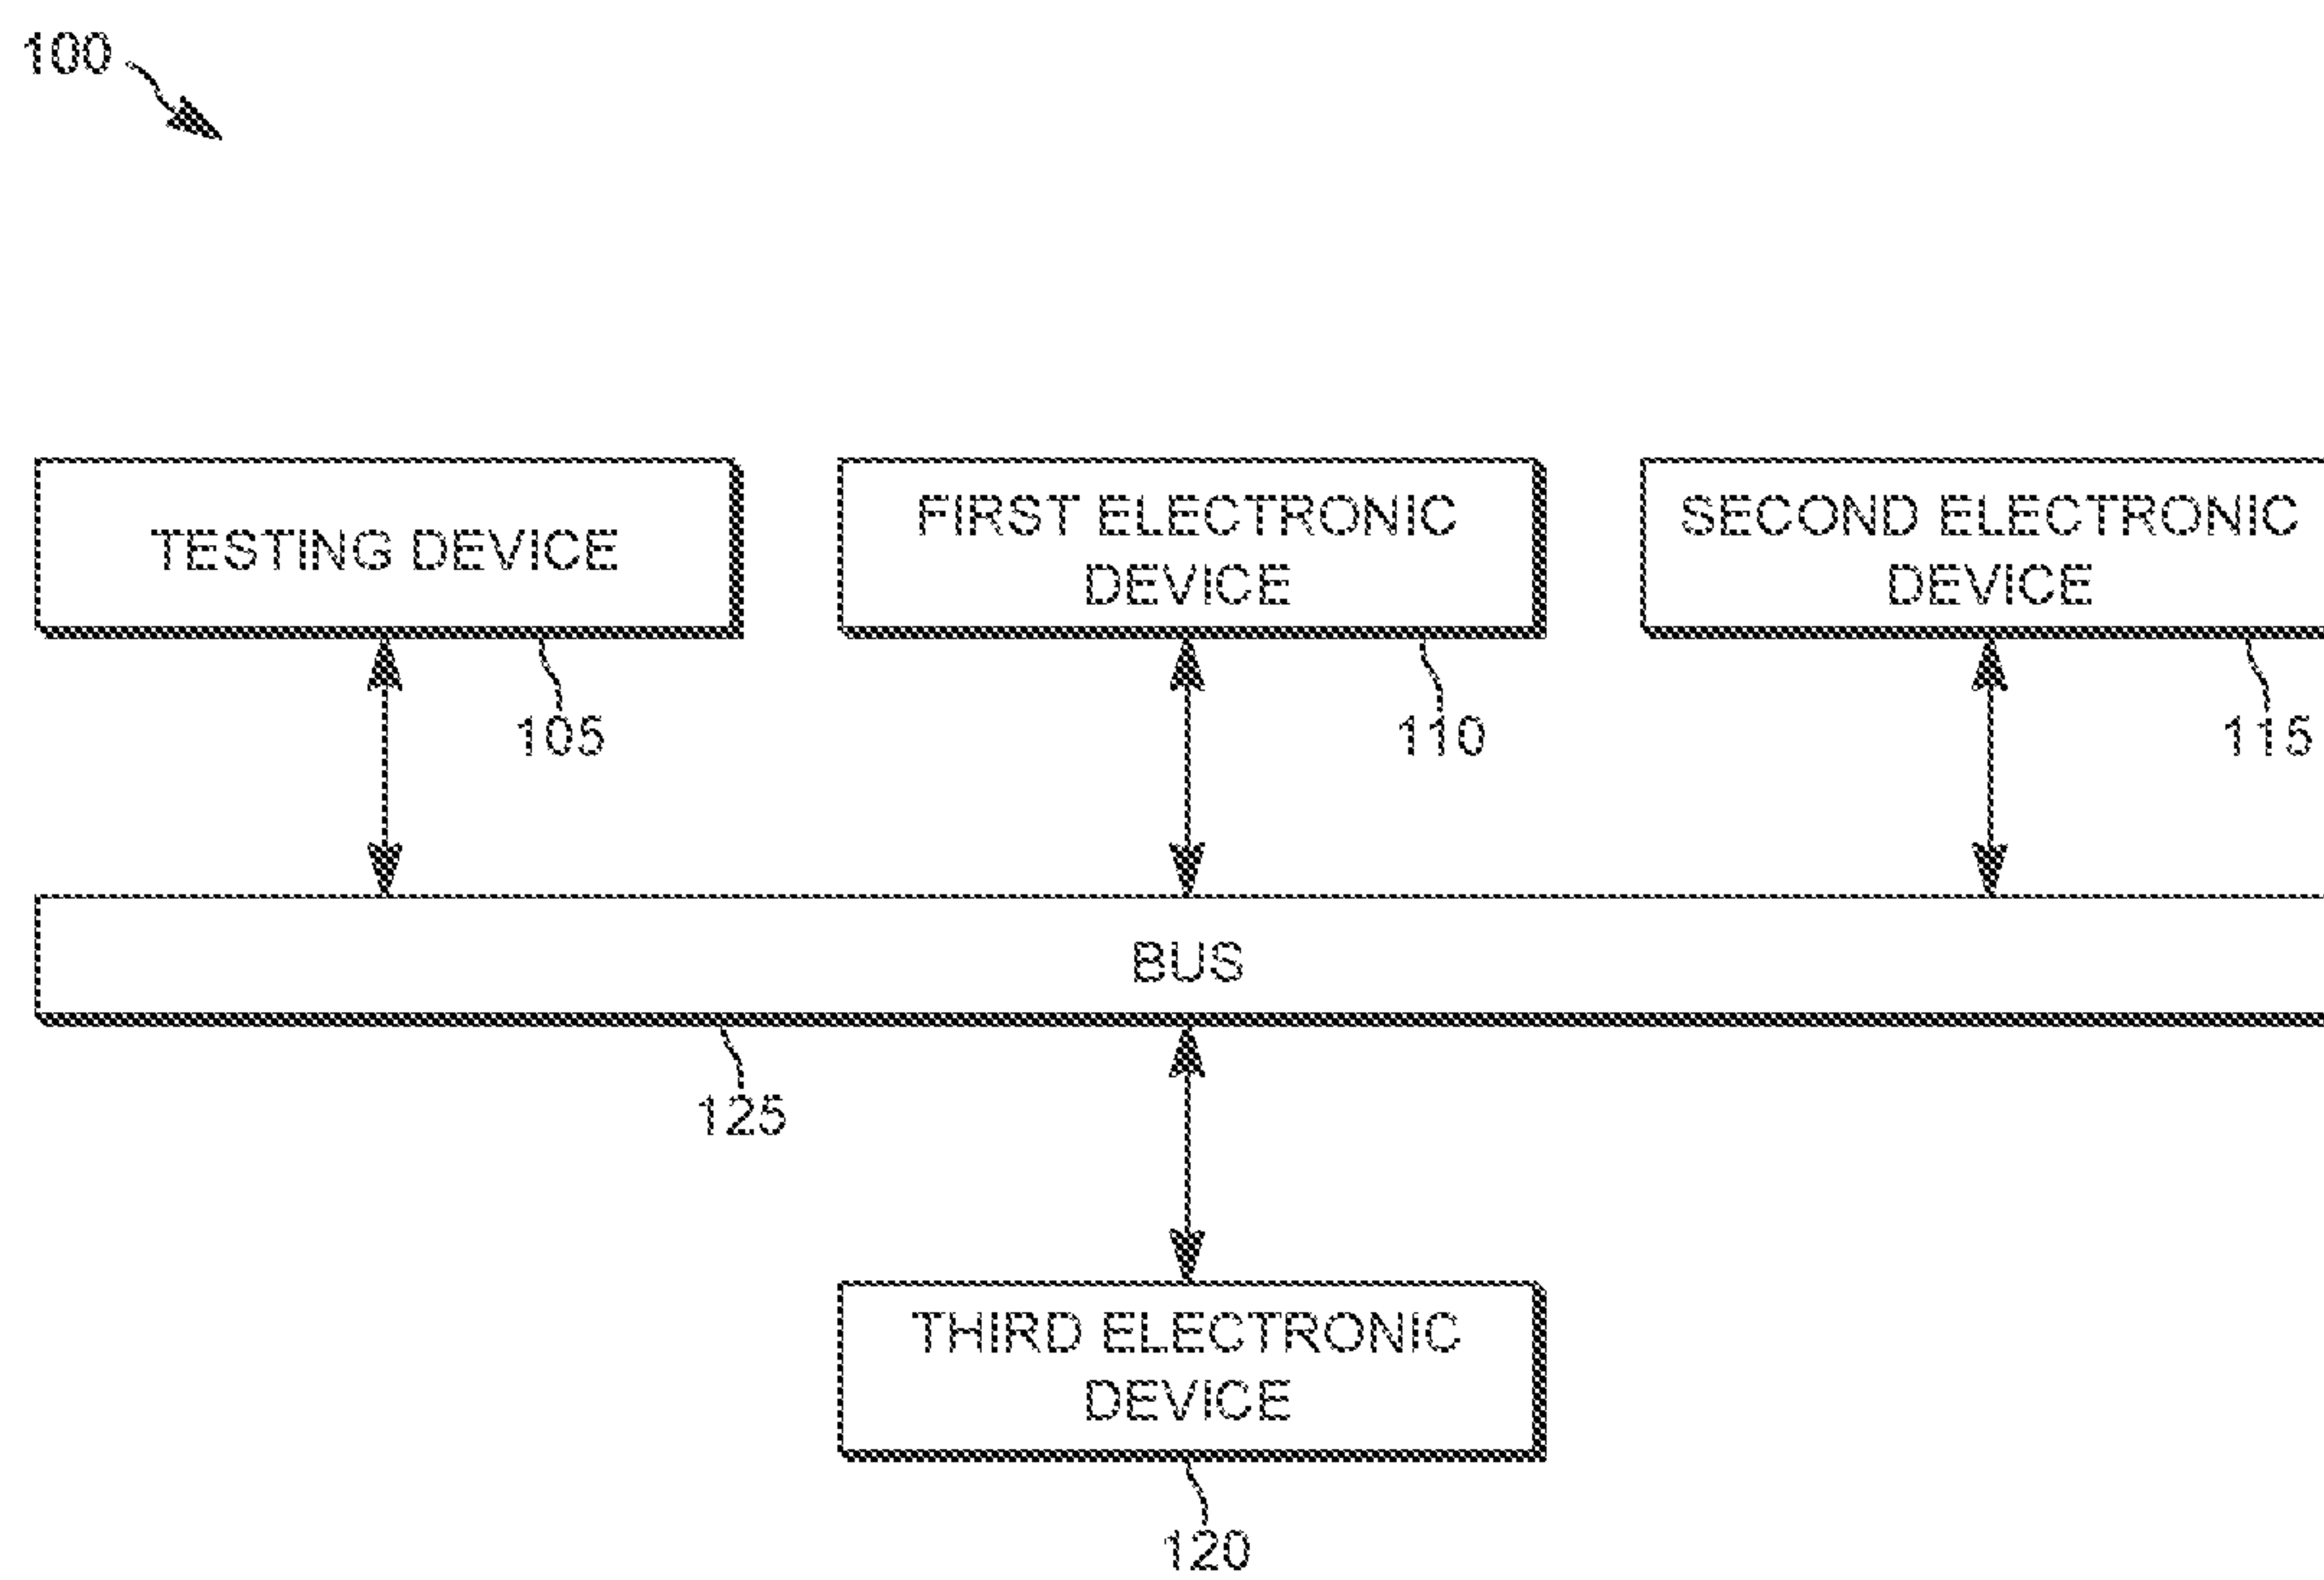 100
TESTING DEVICE
FIRST ELECTRONIC
DEVICE
SECOND ELECTRONIC
DEVICE
105
110
115
BUS
125
THIRD ELECTRONIC
DEVICE
120